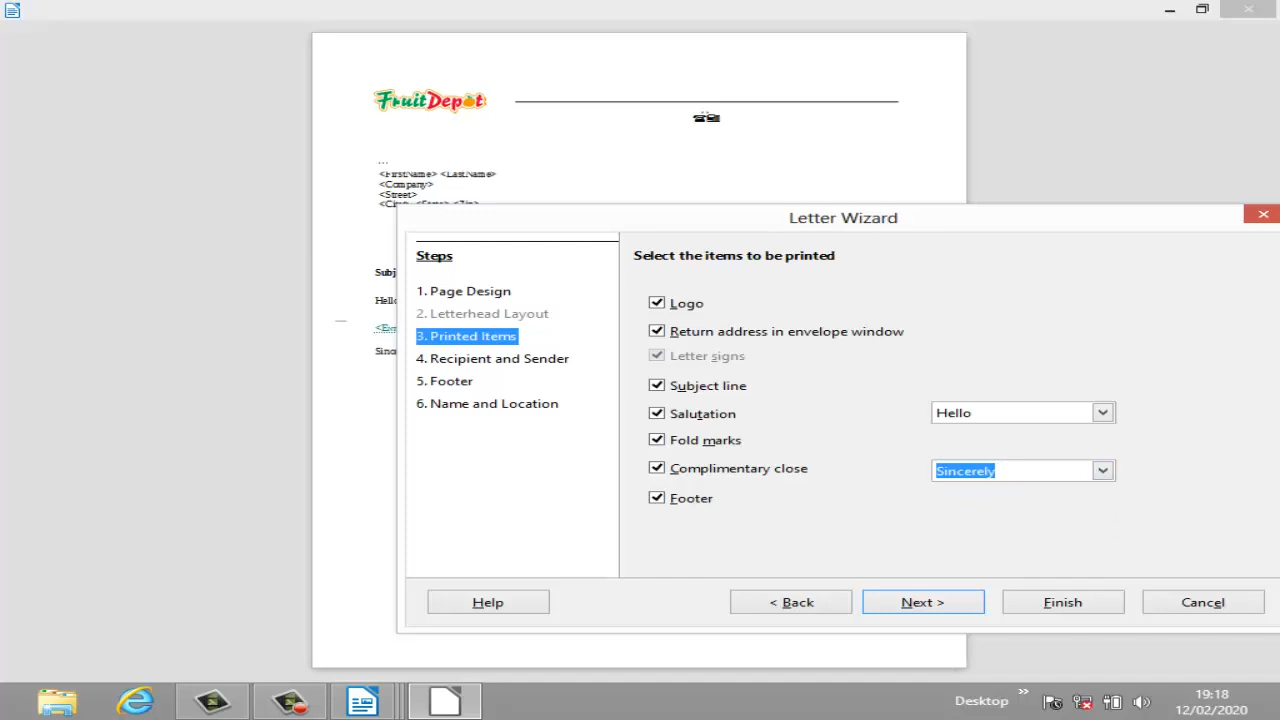 FruitDepot
...
<FirstName> <LastName>
<Company>
<Street>
Letter Wizard
Steps
Select the items to be printed
1. Page Design
2. Letterhead Layout
3. Printed Items
4. Recipient and Sender
5. Footer
6. Name and Location
Logo
Return address in envelope window
Letter signs
Subject line
Salutation Hello
Fold marks
Complimentary close Sincerely
Footer
Subj
Hello
Sinc
Help < Back Next > Finish Cancel
Desktop
19:18
12/02/2020